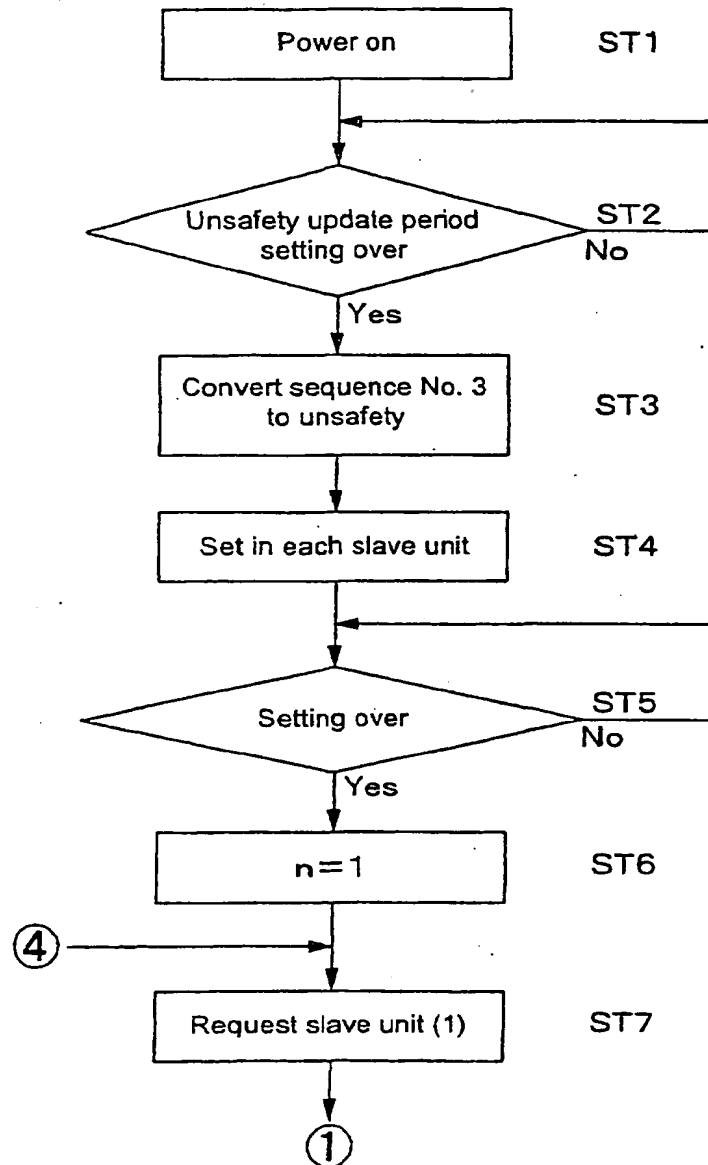 Power on
ST1
Unsafety update period
setting over
ST2
No
Yes
Convert sequence No. 3
to unsafety
ST3
Set in each slave unit
ST4
Setting over
ST5
No
Yes
n=1
ST6
④
Request slave unit (1)
ST7
①